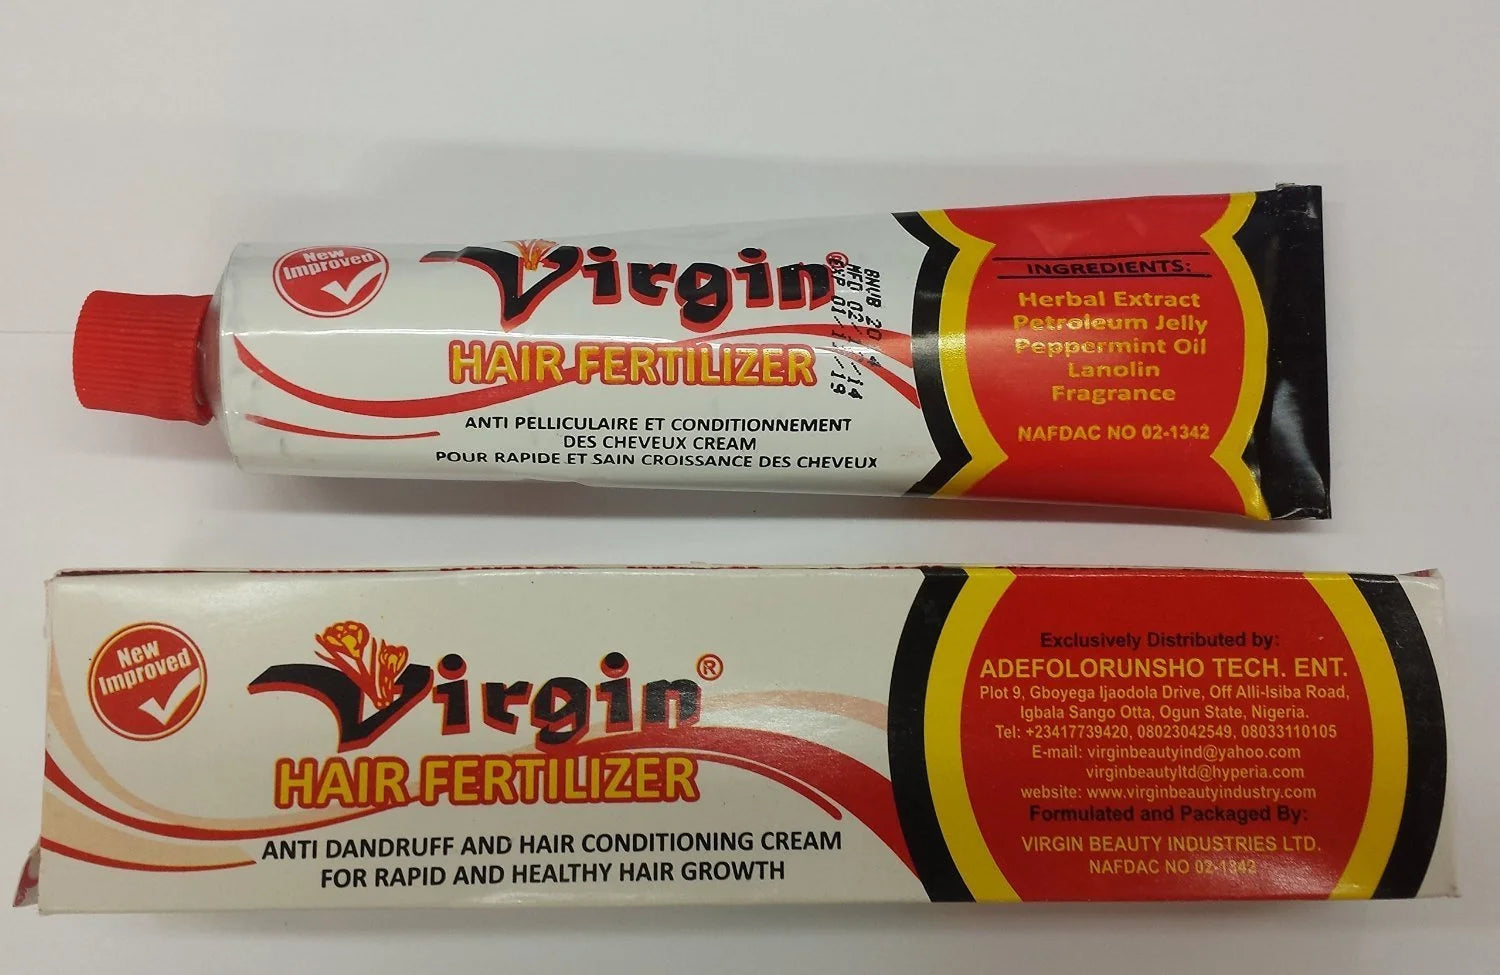 New
Improved
Virgin®
HAIR FERTILIZER
ANTI PELLICULAIRE ET CONDITIONNEMENT
DES CHEVEUX CREAM
POUR RAPIDE ET SAIN CROISSANCE DES CHEVEUX
INGREDIENTS:
Herbal Extract
Petroleum Jelly
Peppermint Oil
Lanolin
Fragrance
NAFDAC NO 02-1342
New
Improved
Virgin®
HAIR FERTILIZER
ANTI DANDRUFF AND HAIR CONDITIONING CREAM
FOR RAPID AND HEALTHY HAIR GROWTH
Exclusively Distributed by:
ADEFOLORUNSHO TECH. ENT.
Plot 9, Gboyega Ijaodola Drive, Off Alli-Isiba Road,
Igbala Sango Otta, Ogun State, Nigeria.
Tel: +23417739420, 08023042549, 08033110105
E-mail: virginbeautyind@yahoo.com
virginbeautyltd@hyperia.com
website: www.virginbeautyindustry.com
Formulated and Packaged By:
VIRGIN BEAUTY INDUSTRIES LTD.
NAFDAC NO 02-1342